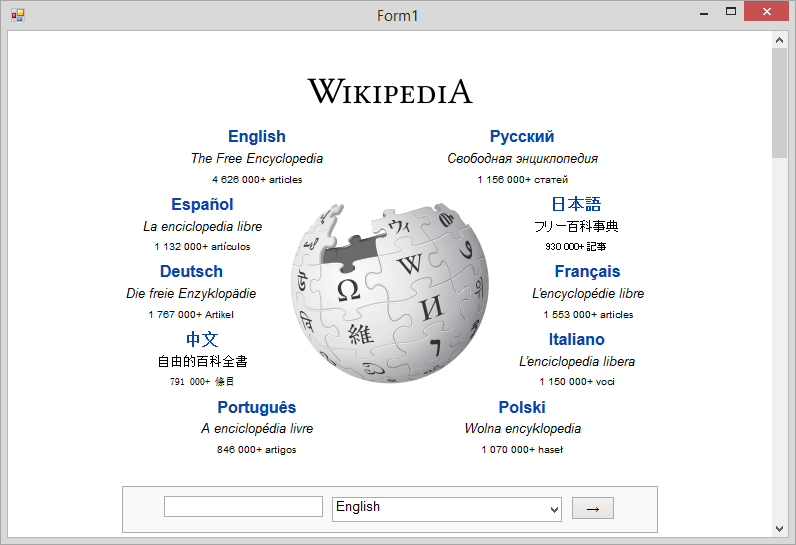 Form1
WIKIPEDIA
English
The Free Encyclopedia
4 626 000+ articles
Русский
Свободная энциклопедия
1 156 000+ статей
Español
La enciclopedia libre
1 132 000+ artículos
日本語
フリー百科事典
930 000+ 記事
Deutsch
Die freie Enzyklopädie
1 767 000+ Artikel
Français
L'encyclopédie libre
1 553 000+ articles
中文
自由的百科全書
791 000+ 條目
Italiano
L'enciclopedia libera
1 150 000+ voci
Português
A enciclopédia livre
846 000+ artigos
Polski
Wolna encyklopedia
1 070 000+ haseł
ウィ
W
Ω
И
維
English →